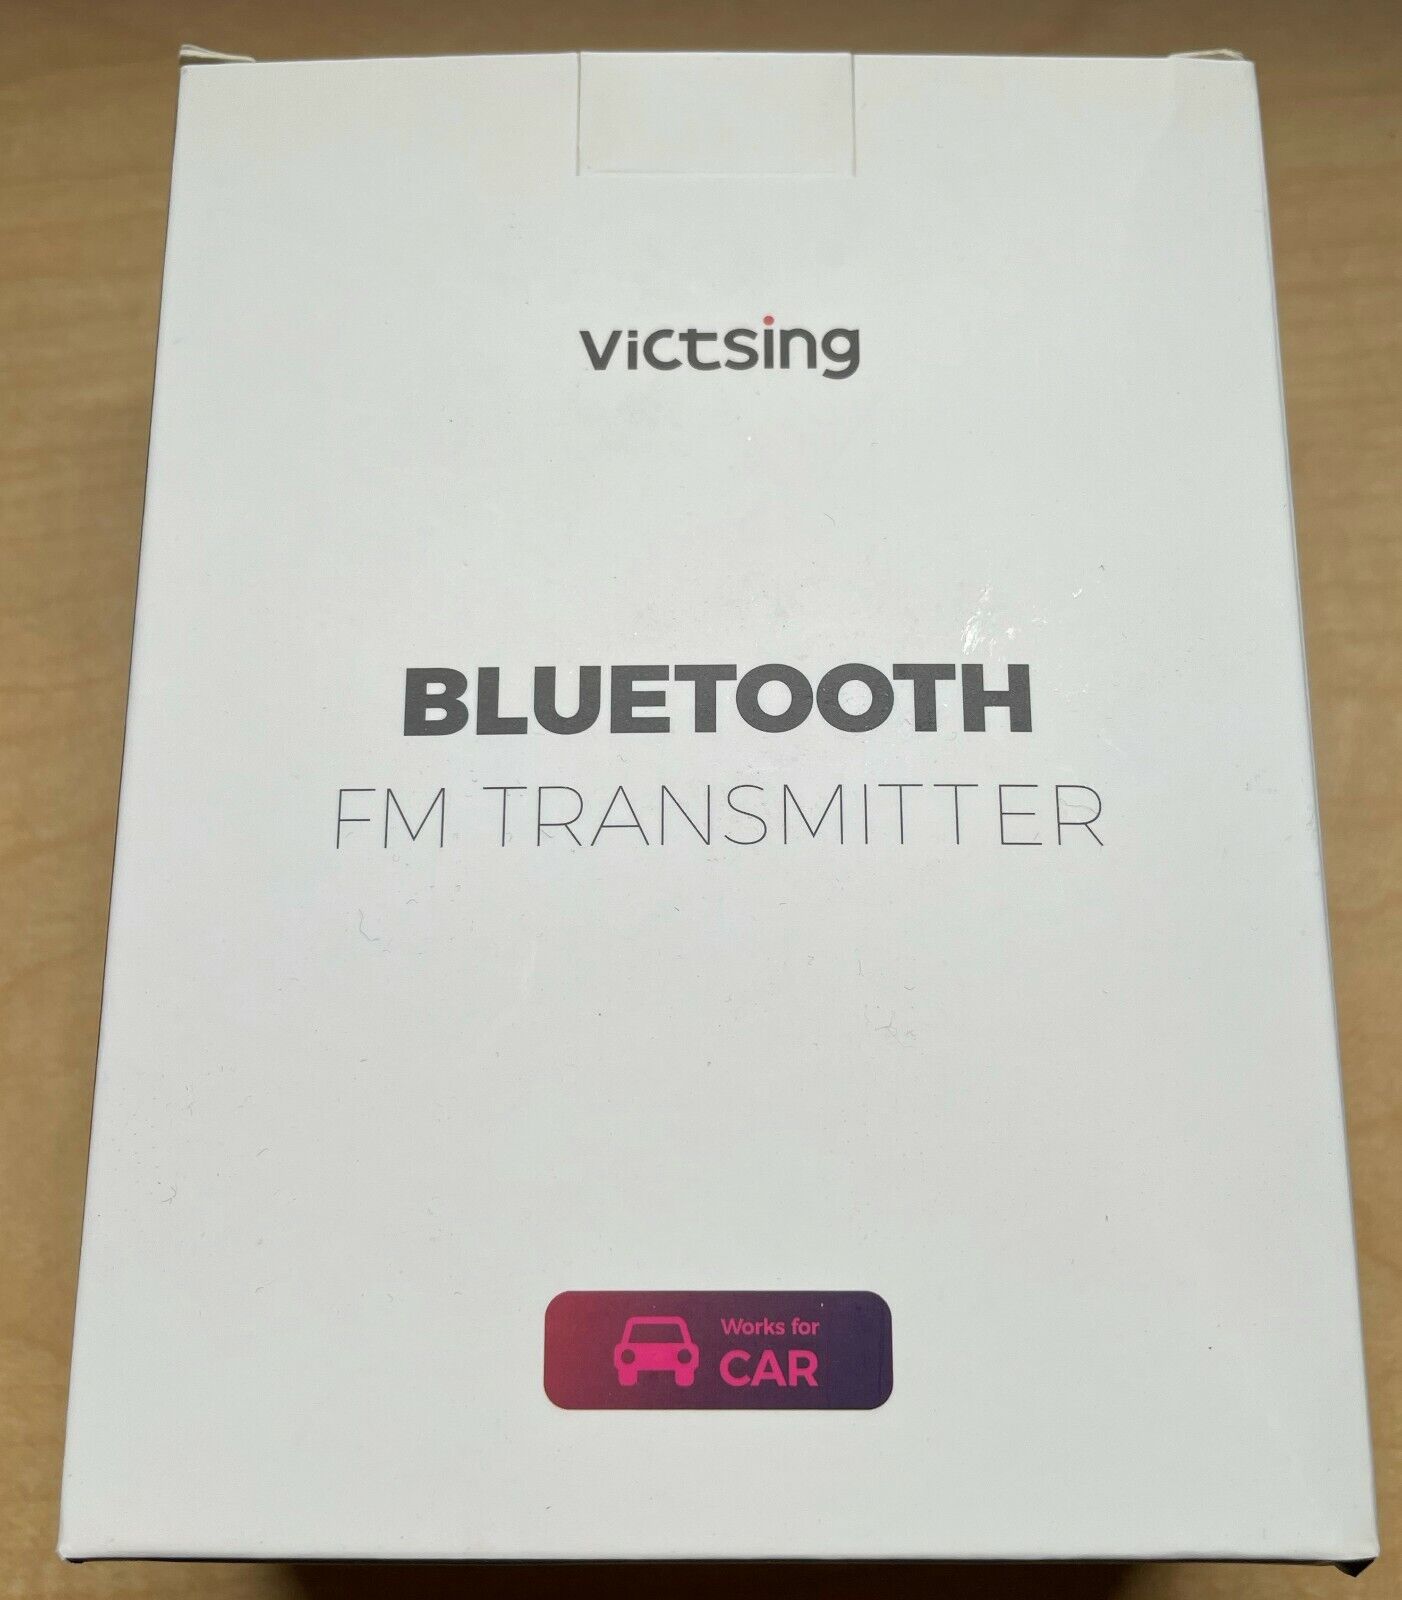 victsing
BLUETOOTH
FM TRANSMITTER
Works for
CAR